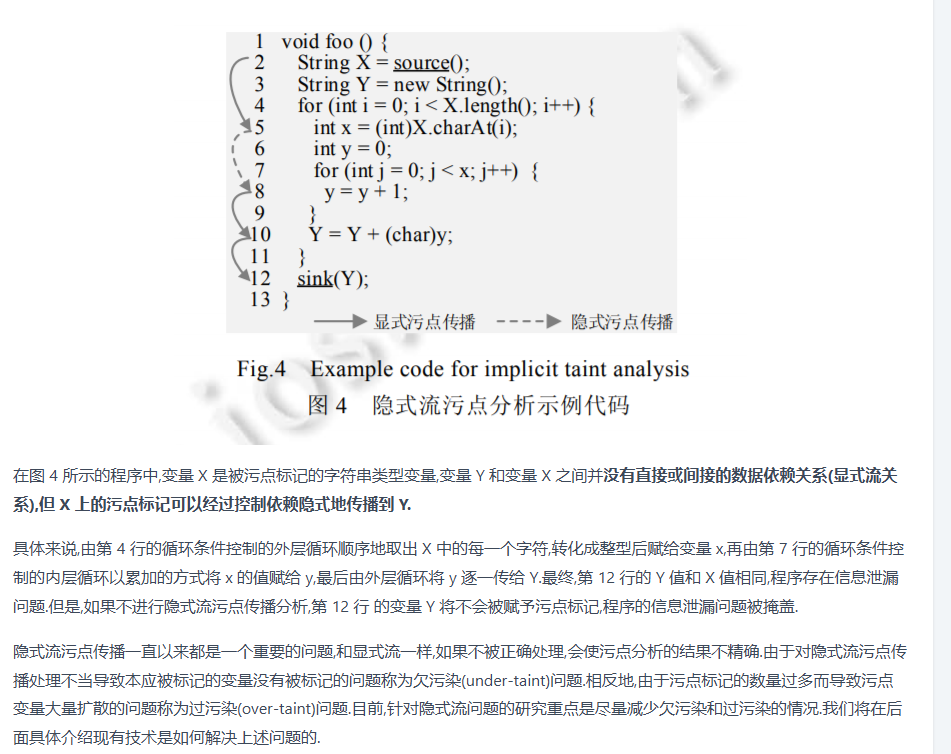 1 void foo () {
2 String X = source();
3 String Y = new String();
4 for (int i = 0; i < X.length(); i++) {
5 int x = (int)X.charAt(i);
6 int y = 0;
7 for (int j = 0; j < x; j++) {
8 y = y + 1;
9 }
10 Y = Y + (char)y;
11 }
12 sink(Y);
13 }
显式污点传播 隐式污点传播
Fig.4 Example code for implicit taint analysis
图 4 隐式流污点分析示例代码
在图 4 所示的程序中,变量 X 是被污点标记的字符串类型变量,变量 Y 和变量 X 之间并没有直接或间接的数据依赖关系(显式流关
系),但 X 上的污点标记可以经过控制依赖隐式地传播到 Y.
具体来说,由第 4 行的循环条件控制的外层循环顺序地取出 X 中的每一个字符,转化成整型后赋给变量 x,再由第 7 行的循环条件控
制的内层循环以累加的方式将 x 的值赋给 y,最后由外层循环将 y 逐一传给 Y.最终,第 12 行的 Y 值和 X 值相同,程序存在信息泄漏
问题.但是,如果不进行隐式流污点传播分析,第 12 行 的变量 Y 将不会被赋予污点标记,程序的信息泄漏问题被掩盖.
隐式流污点传播一直以来都是一个重要的问题,和显式流一样,如果不被正确处理,会使污点分析的结果不精确.由于对隐式流污点传
播处理不当导致本应被标记的变量没有被标记的问题称为欠污染(under-taint)问题.相反地,由于污点标记的数量过多而导致污点
变量大量扩散的问题称为过污染(over-taint)问题.目前,针对隐式流问题的研究重点是尽量减少欠污染和过污染的情况.我们将在后
面具体介绍现有技术是如何解决上述问题的.